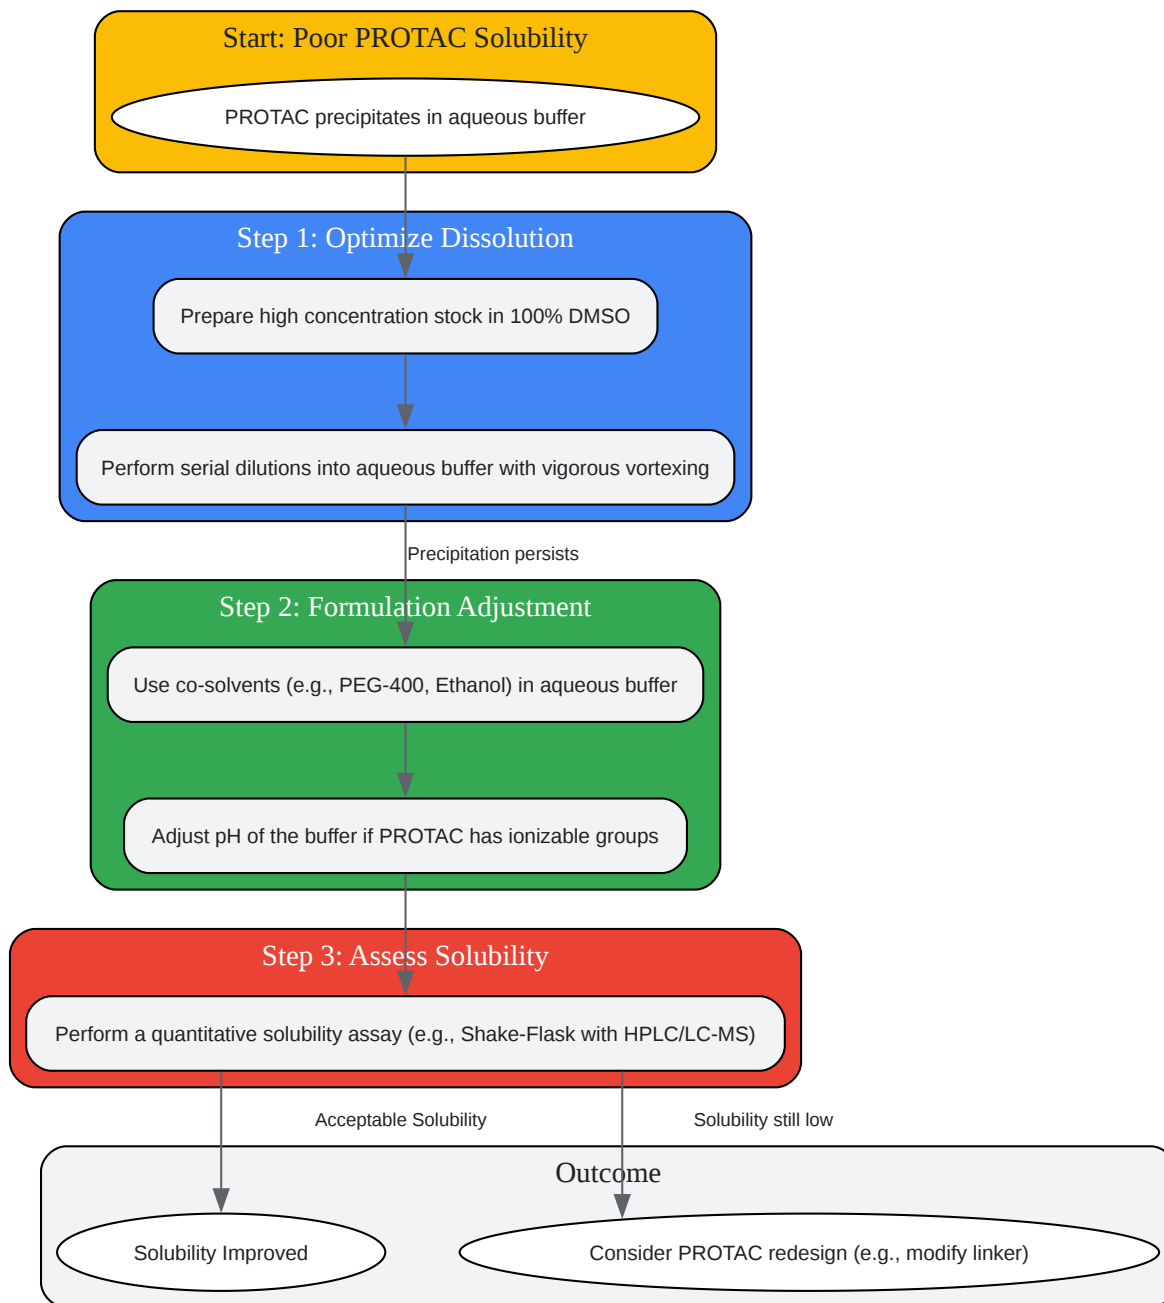 Start: Poor PROTAC Solubility
PROTAC precipitates in aqueous buffer
Step 1: Optimize Dissolution
Prepare high concentration stock in 100% DMSO
Perform serial dilutions into aqueous buffer with vigorous vortexing
Precipitation persists
Step 2: Formulation Adjustment
Use co-solvents (e.g., PEG-400, Ethanol) in aqueous buffer
Adjust pH of the buffer if PROTAC has ionizable groups
Step 3: Assess Solubility
Perform a quantitative solubility assay (e.g., Shake-Flask with HPLC/LC-MS)
Acceptable Solubility
Solubility still low
Outcome
Solubility Improved
Consider PROTAC redesign (e.g., modify linker)